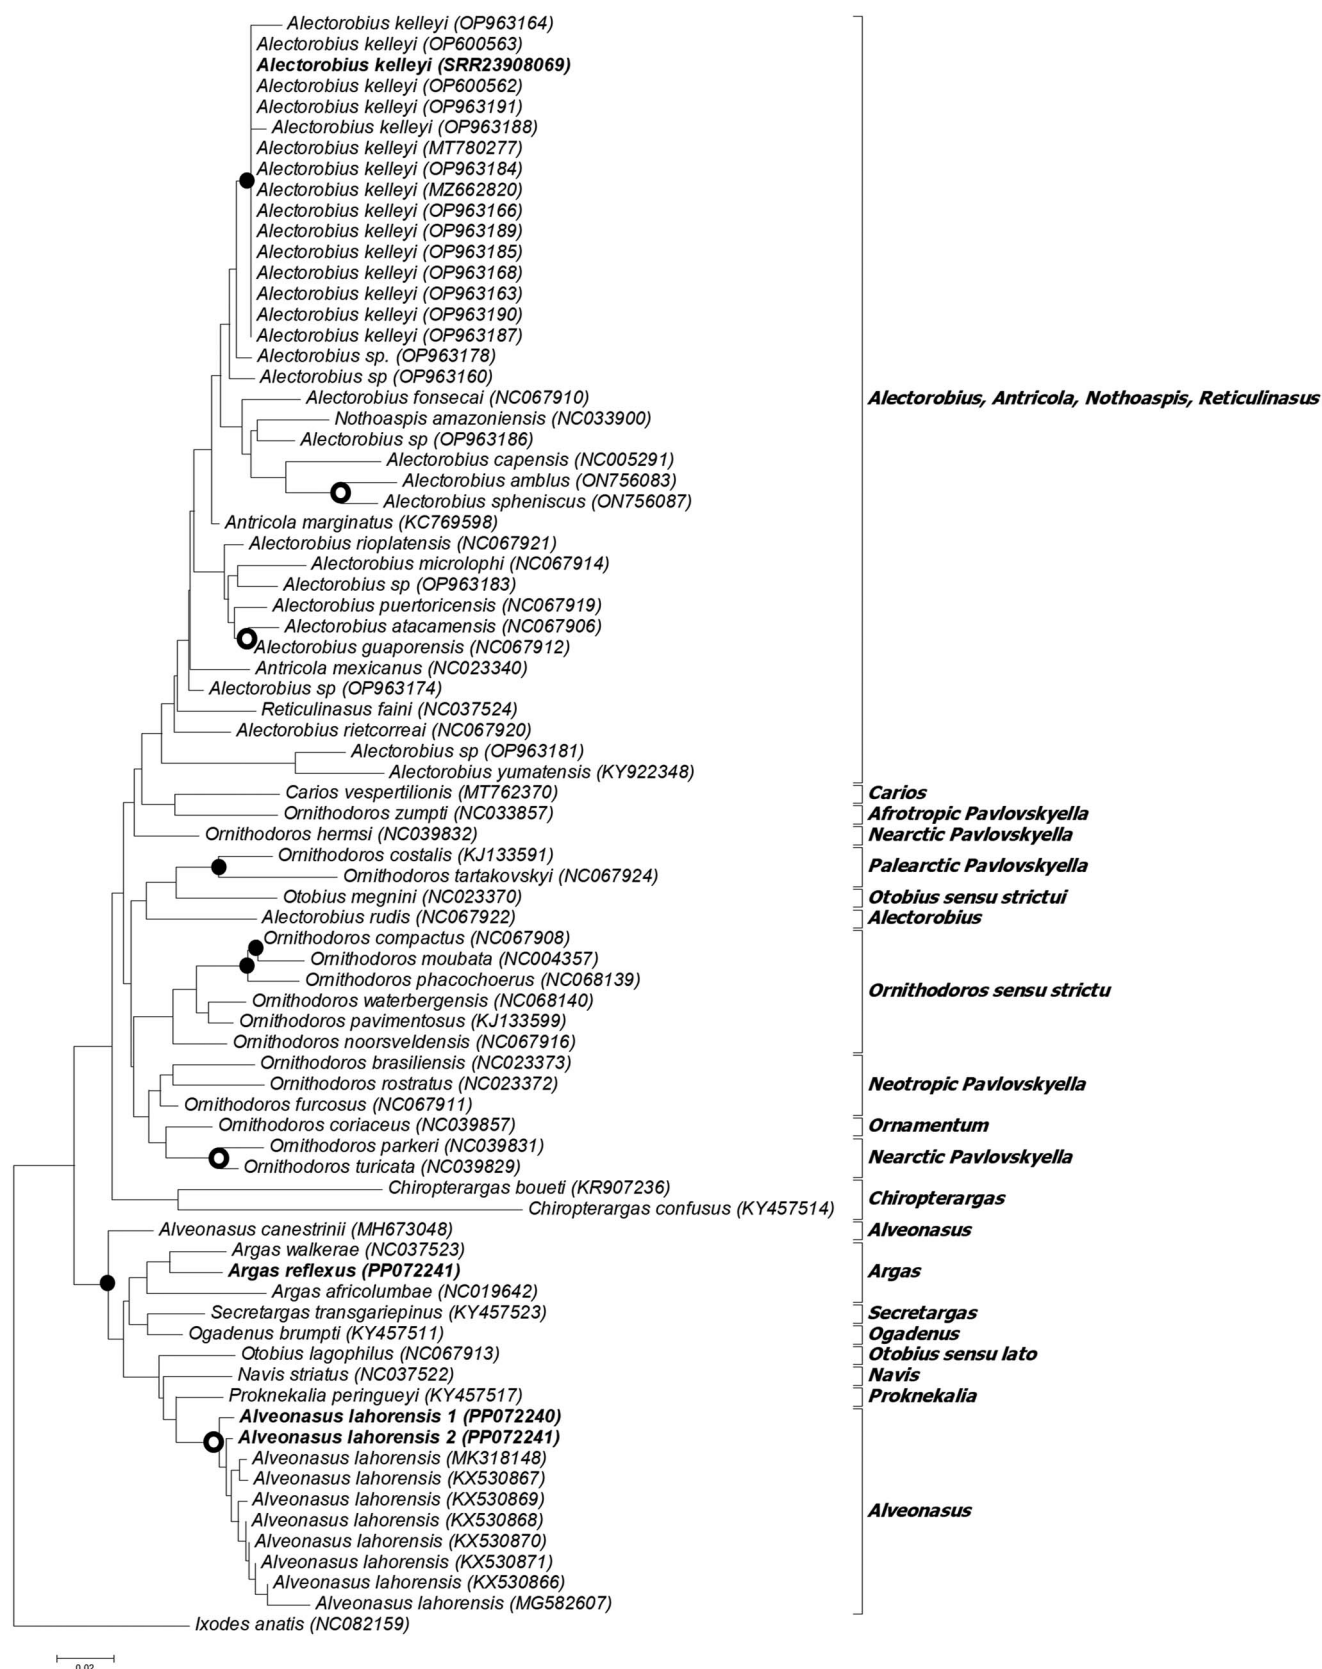 Alectorobius kelleyi (OP963164)
Alectorobius kelleyi (OP600563)
Alectorobius kelleyi (SRR23908069)
Alectorobius kelleyi (OP600562)
Alectorobius kelleyi (OP963191)
Alectorobius kelleyi (OP963188)
Alectorobius kelleyi (MT780277)
Alectorobius kelleyi (OP963184)
Alectorobius kelleyi (MZ662820)
Alectorobius kelleyi (OP963166)
Alectorobius kelleyi (OP963189)
Alectorobius kelleyi (OP963185)
Alectorobius kelleyi (OP963168)
Alectorobius kelleyi (OP963163)
Alectorobius kelleyi (OP963190)
Alectorobius kelleyi (OP963187)
Alectorobius sp. (OP963178)
Alectorobius sp (OP963160)
Alectorobius fonsecai (NC067910)
Alectorobius, Antricola, Nothoaspis, Reticulinasus
Nothoaspis amazoniensis (NC033900)
Alectorobius sp (OP963186)
Alectorobius capensis (NC005291)
Alectorobius amblus (ON756083)
Alectorobius spheniscus (ON756087)
Antricola marginatus (KC769598)
Alectorobius rioplatensis (NC067921)
Alectorobius microlophi (NC067914)
Alectorobius sp (OP963183)
Alectorobius puertoricensis (NC067919)
Alectorobius atacamensis (NC067906)
Alectorobius guaporensis (NC067912)
Antricola mexicanus (NC023340)
Alectorobius sp (OP963174)
Reticulinasus faini (NC037524)
Alectorobius rietcorreai (NC067920)
Alectorobius sp (OP963181)
Alectorobius yumatensis (KY922348)
Carios vespertilionis (MT762370)
Carios
Ornithodoros zumpti (NC033857)
Afrotropic Pavlovskyella
Ornithodoros hermsi (NC039832)
Nearctic Pavlovskyella
Ornithodoros costalis (KJ133591)
Palearctic Pavlovskyella
Ornithodoros tartakovskyi (NC067924)
Otobius megnini (NC023370)
Otobius sensu strictui
Alectorobius rudis (NC067922)
Alectorobius
Ornithodoros compactus (NC067908)
Ornithodoros moubata (NC004357)
Ornithodoros phacochoerus (NC068139)
Ornithodoros sensu strictu
Ornithodoros waterbergensis (NC068140)
Ornithodoros pavimentosus (KJ133599)
Ornithodoros noorsveldensis (NC067916)
Ornithodoros brasiliensis (NC023373)
Ornithodoros rostratus (NC023372)
Neotropic Pavlovskyella
Ornithodoros furcosus (NC067911)
Ornithodoros coriaceus (NC039857)
Ornamentum
Ornithodoros parkeri (NC039831)
Nearctic Pavlovskyella
Ornithodoros turicata (NC039829)
Chiropterargas boueti (KR907236)
Chiropterargas
Chiropterargas confusus (KY457514)
Alveonasus canestrinii (MH673048)
Alveonasus
Argas walkerae (NC037523)
Argas reflexus (PP072241)
Argas
Argas africolumbae (NC019642)
Secretargas transgariepinus (KY457523)
Secretargas
Ogadenus brumpti (KY457511)
Ogadenus
Otobius lagophilus (NC067913)
Otobius sensu lato
Navis striatus (NC037522)
Navis
Proknekalia peringueyi (KY457517)
Proknekalia
Alveonasus lahorensis 1 (PP072240)
Alveonasus lahorensis 2 (PP072241)
Alveonasus lahorensis (MK318148)
Alveonasus lahorensis (KX530867)
Alveonasus lahorensis (KX530869)
Alveonasus
Alveonasus lahorensis (KX530868)
Alveonasus lahorensis (KX530870)
Alveonasus lahorensis (KX530871)
Alveonasus lahorensis (KX530866)
Alveonasus lahorensis (MG582607)
Ixodes anatis (NC082159)
0.02